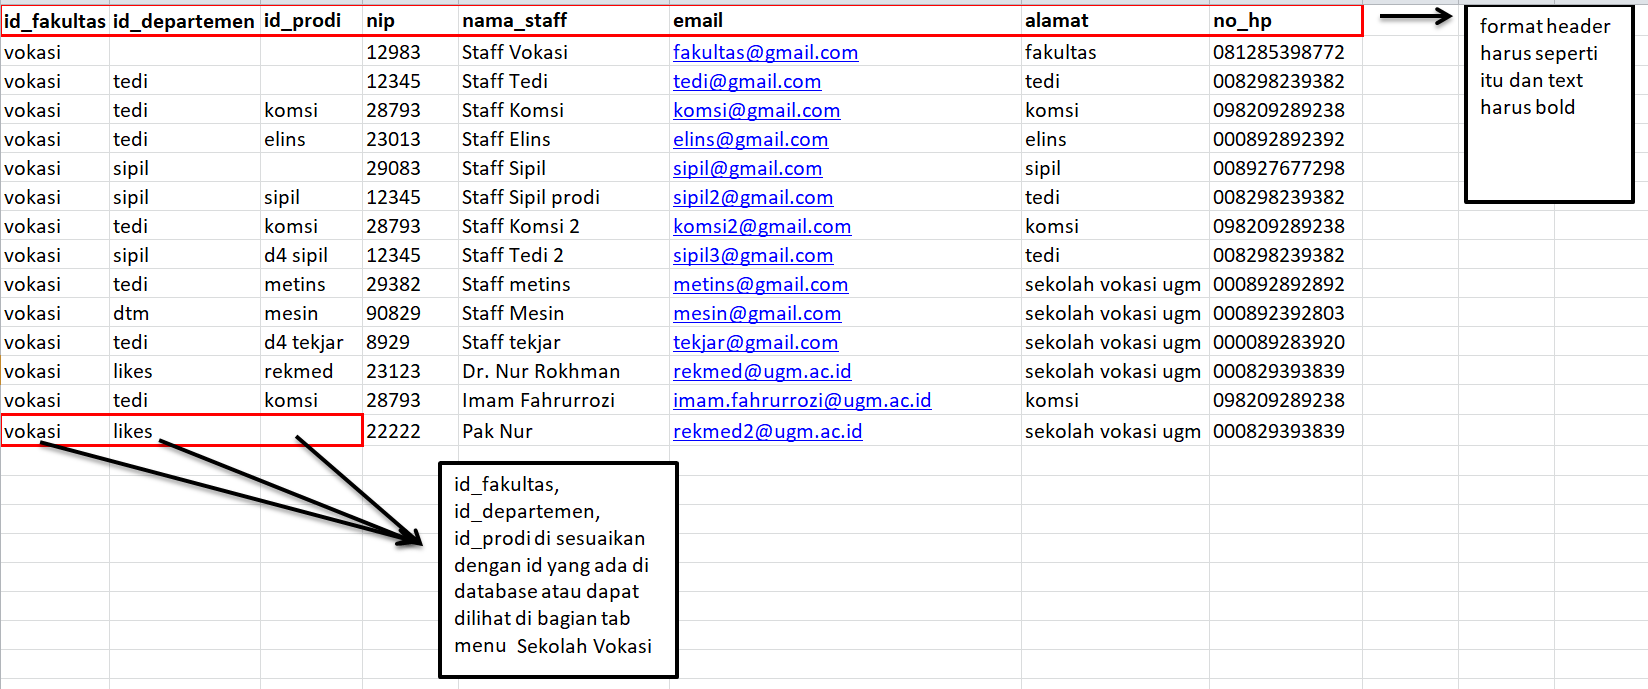 id_fakultas id_departemen id_prodi nip nama_staff email alamat no_hp
vokasi 12983 Staff Vokasi fakultas@gmail.com fakultas 081285398772
vokasi tedi 12345 Staff Tedi tedi@gmail.com tedi 008298239382
vokasi tedi komsi 28793 Staff Komsi komsi@gmail.com komsi 098209289238
vokasi tedi elins 23013 Staff Elins elins@gmail.com elins 000892892392
vokasi sipil 29083 Staff Sipil sipil@gmail.com sipil 008927677298
vokasi sipil sipil 12345 Staff Sipil prodi sipil2@gmail.com tedi 008298239382
vokasi tedi komsi 28793 Staff Komsi 2 komsi2@gmail.com komsi 098209289238
vokasi sipil d4 sipil 12345 Staff Tedi 2 sipil3@gmail.com tedi 008298239382
vokasi tedi metins 29382 Staff metins metins@gmail.com sekolah vokasi ugm 000892892892
vokasi dtm mesin 90829 Staff Mesin mesin@gmail.com sekolah vokasi ugm 000892392803
vokasi tedi d4 tekjar 8929 Staff tekjar tekjar@gmail.com sekolah vokasi ugm 000089283920
vokasi likes rekmed 23123 Dr. Nur Rokhman rekmed@ugm.ac.id sekolah vokasi ugm 000829393839
vokasi tedi komsi 28793 Imam Fahrurrozi imam.fahrurrozi@ugm.ac.id komsi 098209289238
vokasi likes 22222 Pak Nur rekmed2@ugm.ac.id sekolah vokasi ugm 000829393839
format header
harus seperti
itu dan text
harus bold
id_fakultas,
id_departemen,
id_prodi di sesuaikan
dengan id yang ada di
database atau dapat
dilihat di bagian tab
menu Sekolah Vokasi